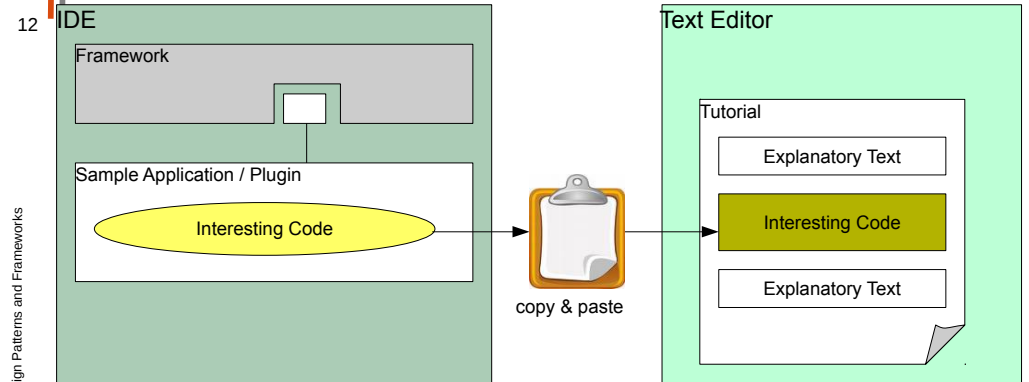 12
IDE
Framework
Sample Application / Plugin
Interesting Code
copy & paste
Text Editor
Tutorial
Explanatory Text
Interesting Code
Explanatory Text
ign Patterns and Frameworks